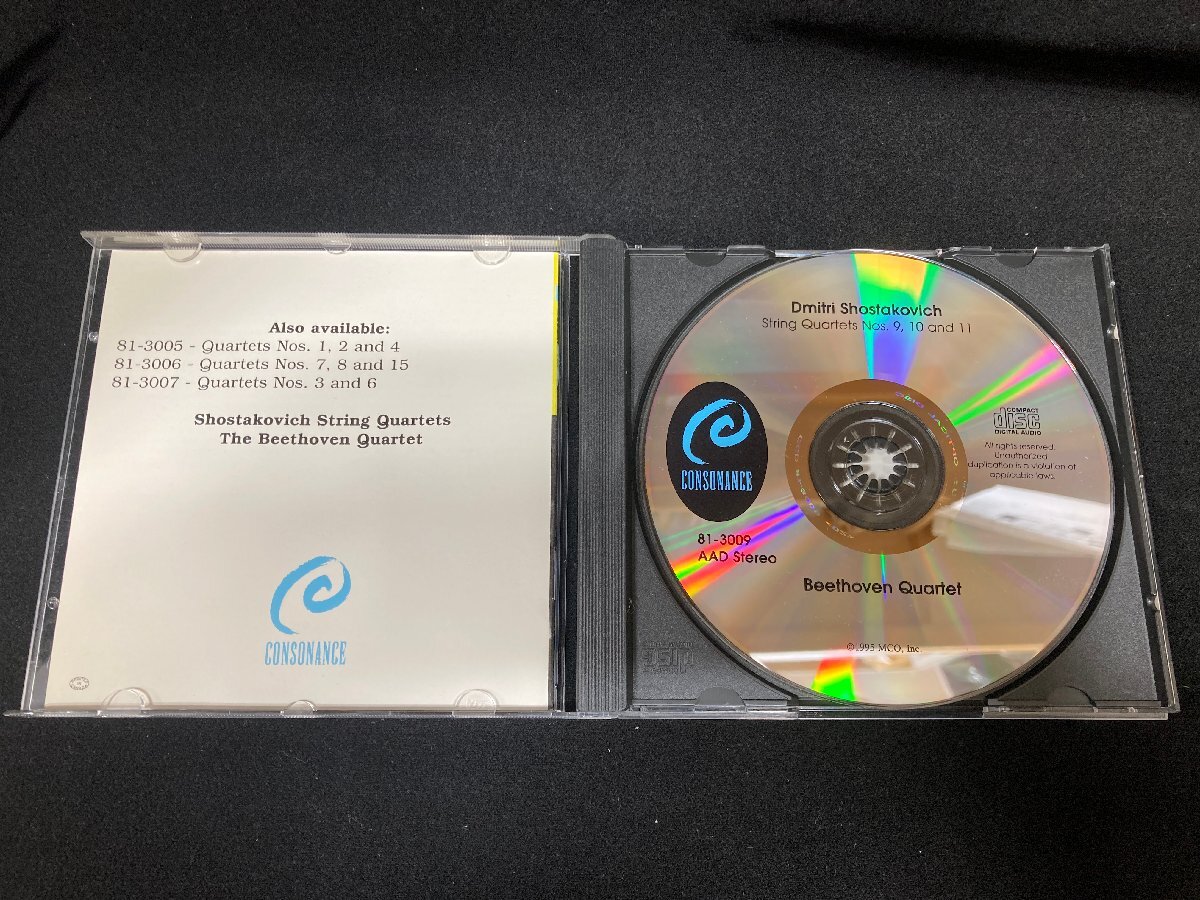 Also available:
81-3005 - Quartets Nos. 1, 2 and 4
81-3006 - Quartets Nos. 7, 8 and 15
81-3007 - Quartets Nos. 3 and 6
Shostakovich String Quartets
The Beethoven Quartet
CONSONANCE
Dmitri Shostakovich
String Quartets Nos. 9, 10 and 11
CONSONANCE
COMPACT
disc
DIGITAL AUDIO
All rights reserved.
Unauthorized
duplication is a violation of
applicable laws.
81-3009
AAD Stereo
Beethoven Quartet
©1995 MCO, Inc.